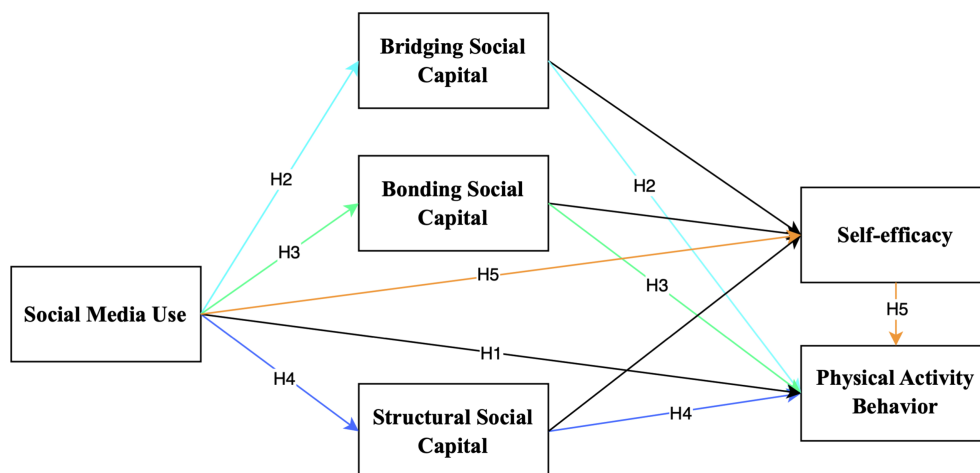 Bridging Social
Capital
H2
H2
Bonding Social
Capital
H3
H3
Self-efficacy
H5
H5
Social Media Use
H1
H4
H4
Structural Social
Capital
Physical Activity
Behavior